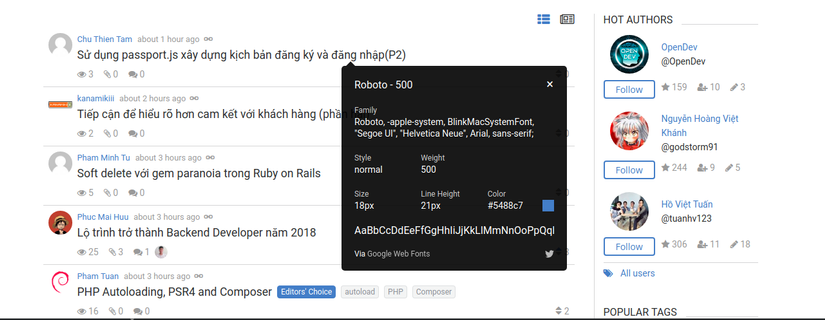 HOT AUTHORS
Chu Thien Tam about 1 hour ago
Sử dụng passport.js xây dựng kịch bản đăng ký và đăng nhập(P2)
3 0 0
kanamikiii about 2 hours ago
Tiếp cận để hiểu rõ hơn cam kết với khách hàng (phần
2 0 0
Pham Minh Tu about 3 hours ago
Soft delete với gem paranoia trong Ruby on Rails
5 0 0
Phuc Mai Huu about 3 hours ago
Lộ trình trở thành Backend Developer năm 2018
25 3 1
Pham Tuan about 3 hours ago
PHP Autoloading, PSR4 and Composer Editors' Choice autoload PHP Composer
16 0 0 2
Roboto - 500 ×
Family
Roboto, -apple-system, BlinkMacSystemFont,
"Segoe UI", "Helvetica Neue", Arial, sans-serif;
Style Weight
normal 500
Size Line Height Color
18px 21px #5488c7
AaBbCcDdEeFfGgHhIiJjKkLlMmNnOoPpQqI
Via Google Web Fonts
OPEN DEV
OpenDev
@OpenDev
Follow 159 10 3
Nguyễn Hoàng Việt
Khánh
@godstorm91
Follow 244 9 5
Hồ Việt Tuấn
@tuanhv123
Follow 306 11 18
All users
POPULAR TAGS